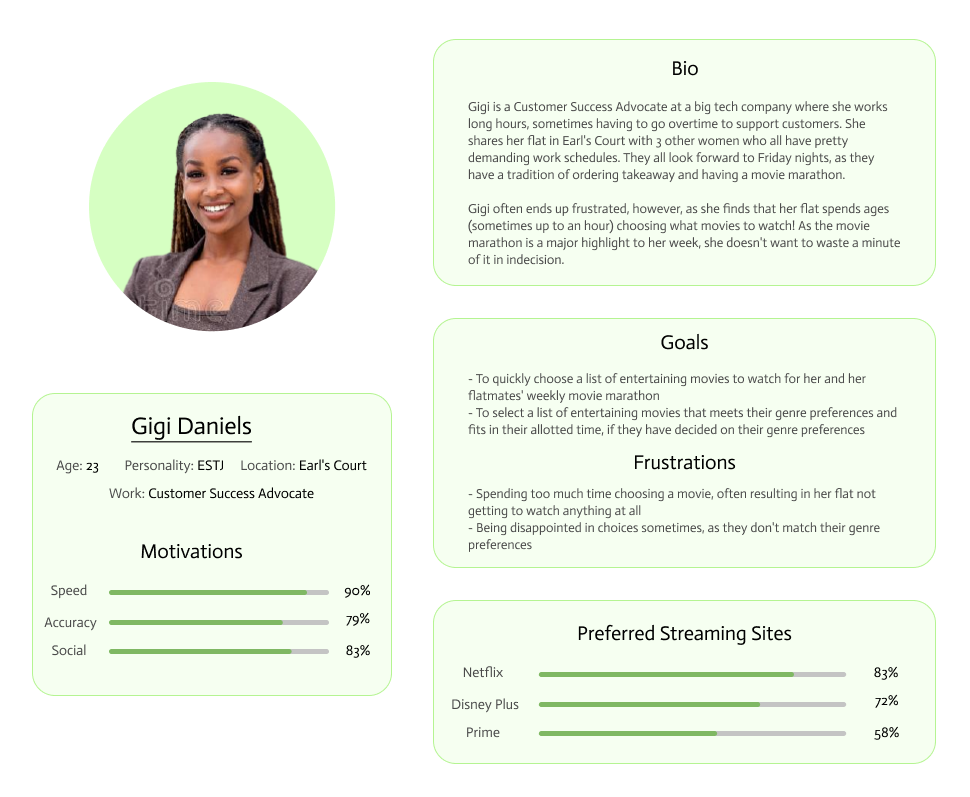 Bio
Gigi is a Customer Success Advocate at a big tech company where she works
long hours, sometimes having to go overtime to support customers. She
shares her flat in Earl's Court with 3 other women who all have pretty
demanding work schedules. They all look forward to Friday nights, as they
have a tradition of ordering takeaway and having a movie marathon.
Gigi often ends up frustrated, however, as she finds that her flat spends ages
(sometimes up to an hour) choosing what movies to watch! As the movie
marathon is a major highlight to her week, she doesn't want to waste a minute
of it in indecision.
Goals
- To quickly choose a list of entertaining movies to watch for her and her
flatmates' weekly movie marathon
- To select a list of entertaining movies that meets their genre preferences and
fits in their allotted time, if they have decided on their genre preferences
Frustrations
- Spending too much time choosing a movie, often resulting in her flat not
getting to watch anything at all
- Being disappointed in choices sometimes, as they don't match their genre
preferences
Gigi Daniels
Age: 23 Personality: ESTJ Location: Earl's Court
Work: Customer Success Advocate
Motivations
Speed 90%
Accuracy 79%
Social 83%
Preferred Streaming Sites
Netflix 83%
Disney Plus 72%
Prime 58%